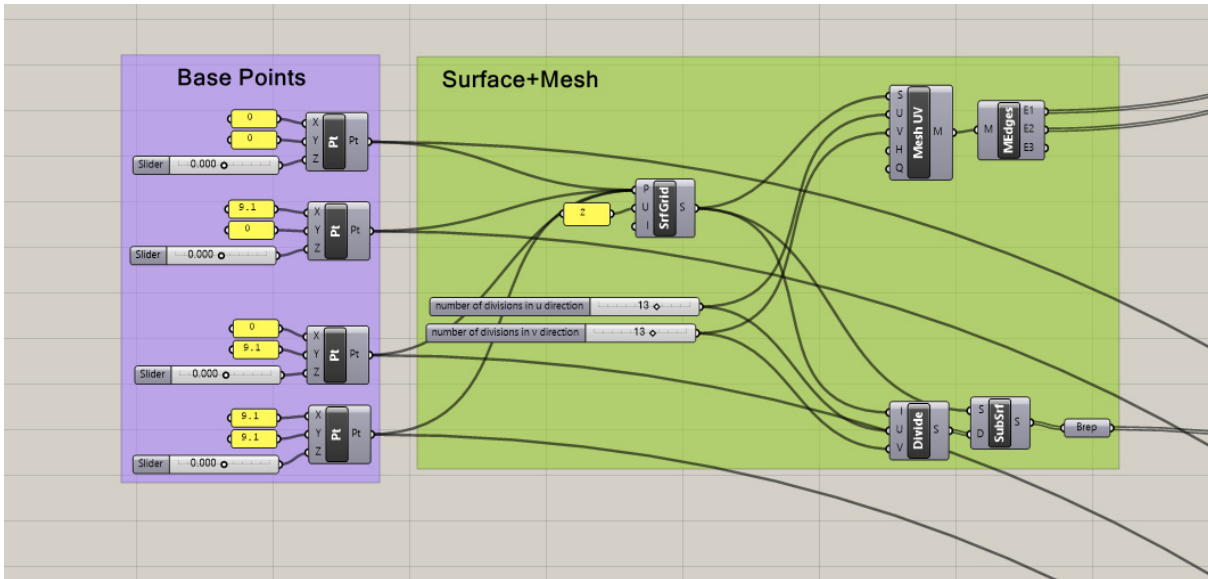 Base Points
0
0
Slider 0.000
X
Y
Z
Pt
Pt
9.1
0
Slider 0.000
X
Y
Z
Pt
Pt
0
9.1
Slider 0.000
X
Y
Z
Pt
Pt
9.1
9.1
Slider 0.000
X
Y
Z
Pt
Pt
Surface+Mesh
2
P
U
I
SrfGrid
S
number of divisions in u direction 13
number of divisions in v direction 13
S
U
V
H
Q
Mesh UV
M
M
MEdges
E1
E2
E3
I
U
V
Divide
S
S
D
SubSrf
S
Brep